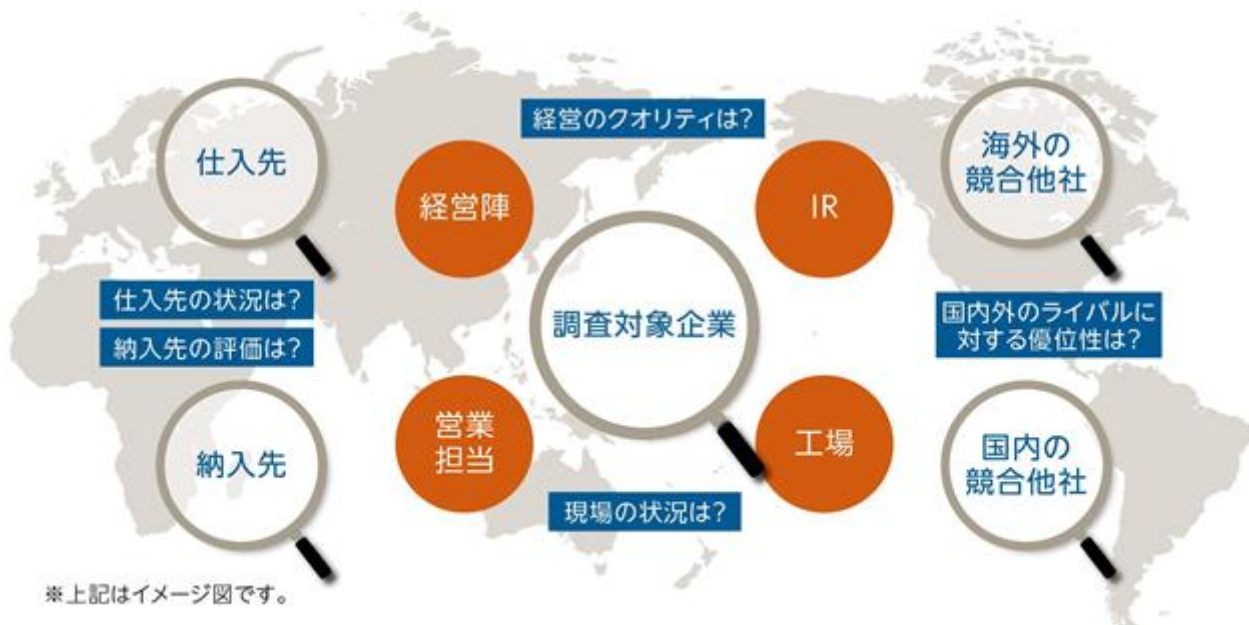 経営のクオリティは?
仕入先
経営陣
IR
海外の
競合他社
調査対象企業
仕入先の状況は?
納入先の評価は?
国内外のライバルに
対する優位性は?
納入先
営業
担当
工場
国内の
競合他社
現場の状況は?
※上記はイメージ図です。